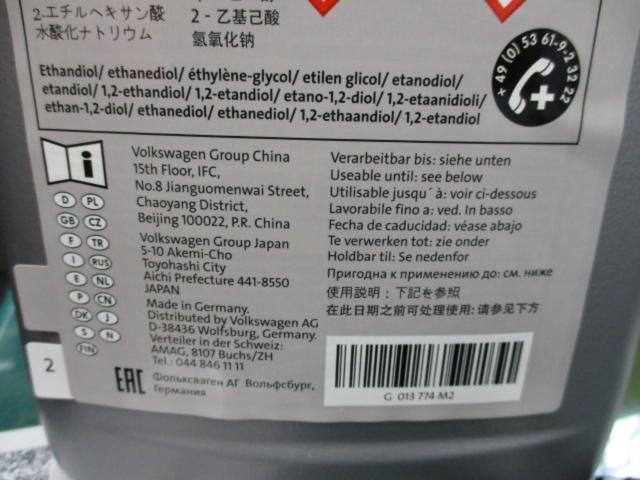 2.エチルヘキサン酸
水酸化ナトリウム
2 - 乙基己酸
氢氧化钠
+ 49 (0) 53 61-9-2 32 22
Ethandiol/ ethanediol/ éthylène-glycol/ etilen glicol/ etanodiol/
etandiol/ 1,2-ethandiol/ 1,2-etandiol/ etano-1,2-diol/ 1,2-etaanidioli/
ethan-1,2-diol/ ethanediol/ ethanediol/ 1,2-ethaandiol/ 1,2-etandiol
D PL
GB CZ
F TR
I RUS
E NL
P CN
DK J
S N
FIN
Volkswagen Group China
15th Floor, IFC,
No.8 Jianguomenwai Street,
Chaoyang District,
Beijing 100022, P.R. China
Volkswagen Group Japan
5-10 Akemi-Cho
Toyohashi City
Aichi Prefecture 441-8550
JAPAN
Made in Germany.
Distributed by Volkswagen AG
D-38436 Wolfsburg, Germany.
Verteiler in der Schweiz:
AMAG, 8107 Buchs/ZH
Tel.: 044 846 11 11
EAC Фольксваген АГ Вольфсбург,
Германия
Verarbeitbar bis: siehe unten
Useable until: see below
Utilisable jusqu´à: voir ci-dessous
Lavorabile fino a: ved. In basso
Fecha de caducidad: véase abajo
Te verwerken tot: zie onder
Holdbar til: Se nedenfor
Пригодна к применению до: см. ниже
使用説明：下記を参照
在此日期之前可处理使用: 请参见下方
G 013 774 M2
2